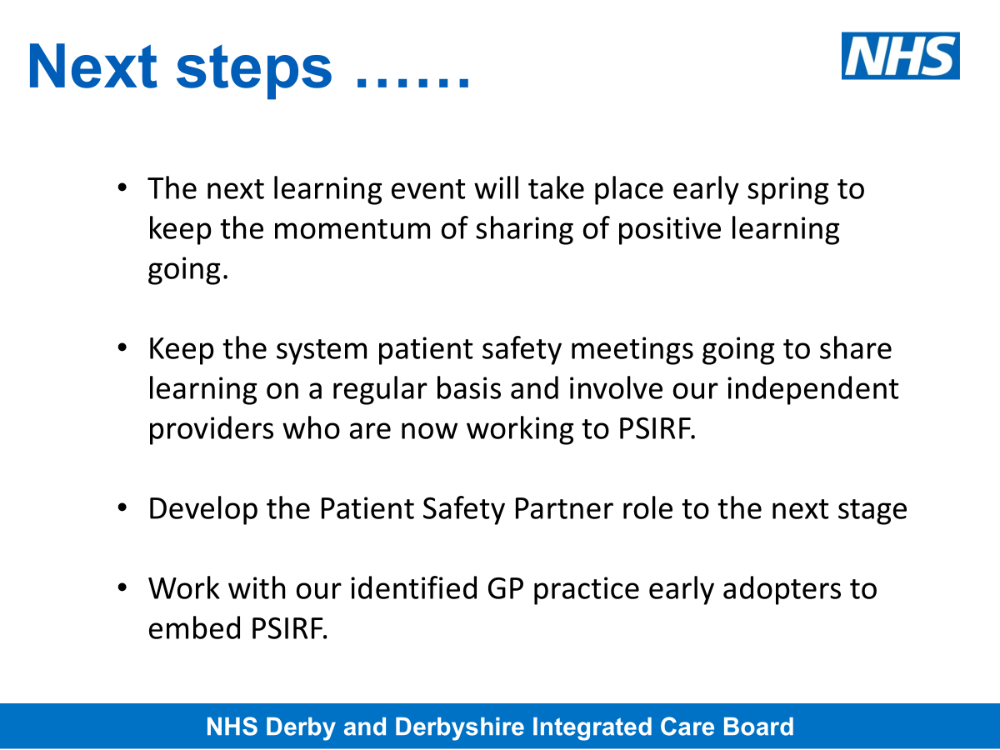 Next steps ……
NHS
• The next learning event will take place early spring to
keep the momentum of sharing of positive learning
going.
• Keep the system patient safety meetings going to share
learning on a regular basis and involve our independent
providers who are now working to PSIRF.
• Develop the Patient Safety Partner role to the next stage
• Work with our identified GP practice early adopters to
embed PSIRF.
NHS Derby and Derbyshire Integrated Care Board